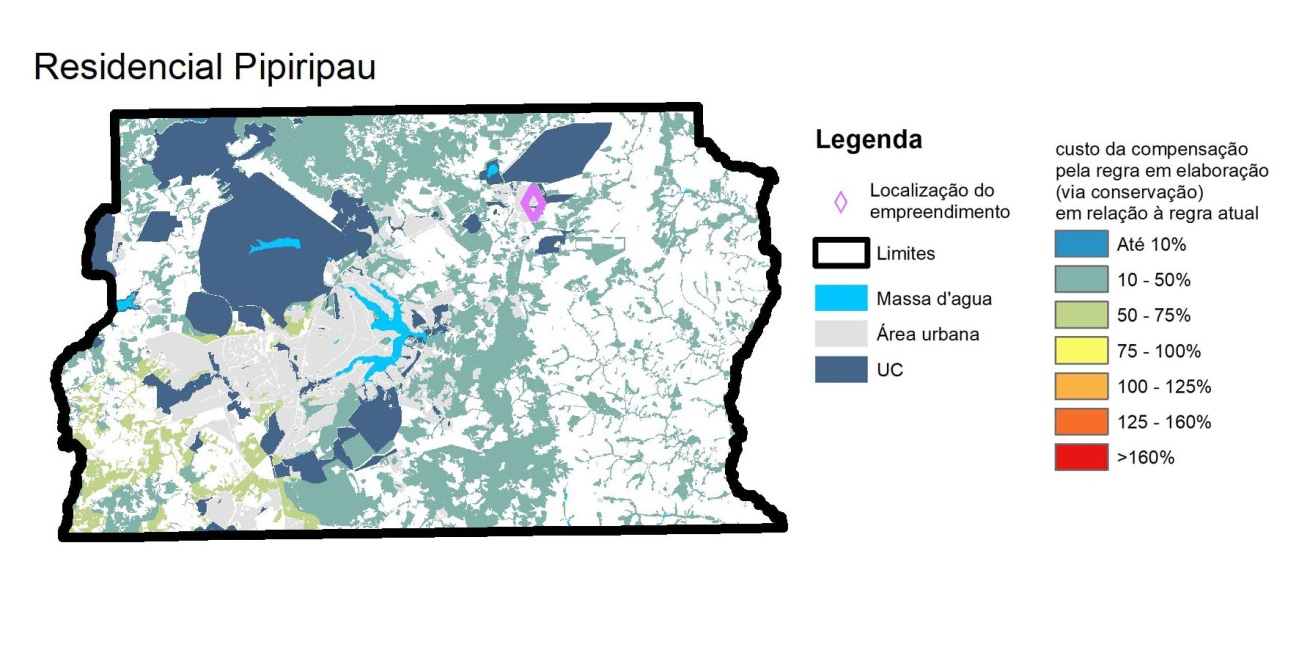 Residencial Pipiripau
Legenda
Localização do
empreendimento
Limites
Massa d'agua
Área urbana
UC
custo da compensação
pela regra em elaboração
(via conservação)
em relação à regra atual
Até 10%
10 - 50%
50 - 75%
75 - 100%
100 - 125%
125 - 160%
>160%